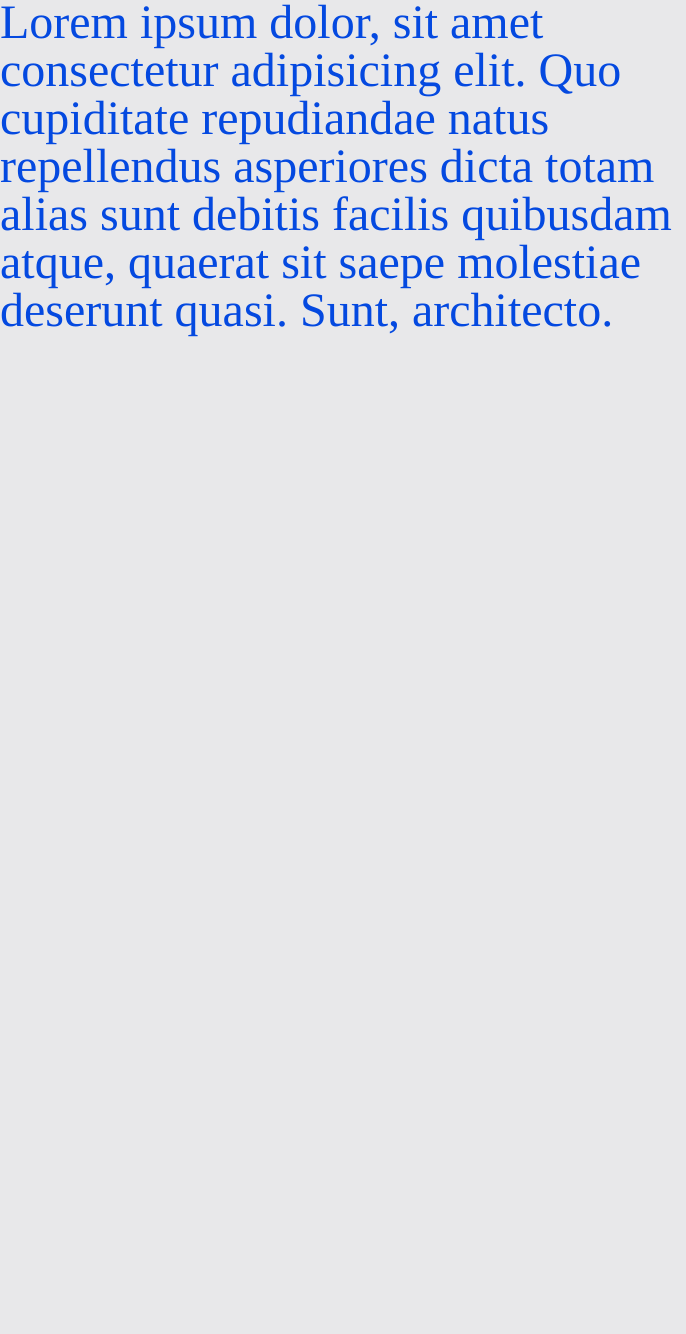 Lorem ipsum dolor, sit amet
consectetur adipisicing elit. Quo
cupiditate repudiandae natus
repellendus asperiores dicta totam
alias sunt debitis facilis quibusdam
atque, quaerat sit saepe molestiae
deserunt quasi. Sunt, architecto.